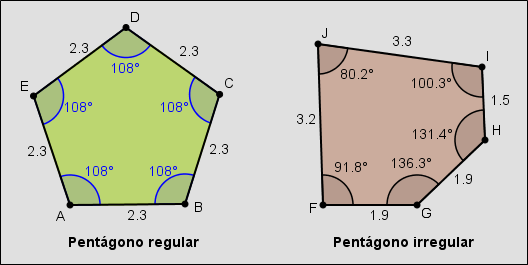 D
2.3
2.3
108°
E
C
108°
108°
2.3
2.3
108°
108°
A
B
2.3
Pentágono regular
J
3.3
I
80.2°
100.3°
1.5
3.2
131.4°
H
91.8°
136.3°
1.9
F
G
1.9
Pentágono irregular